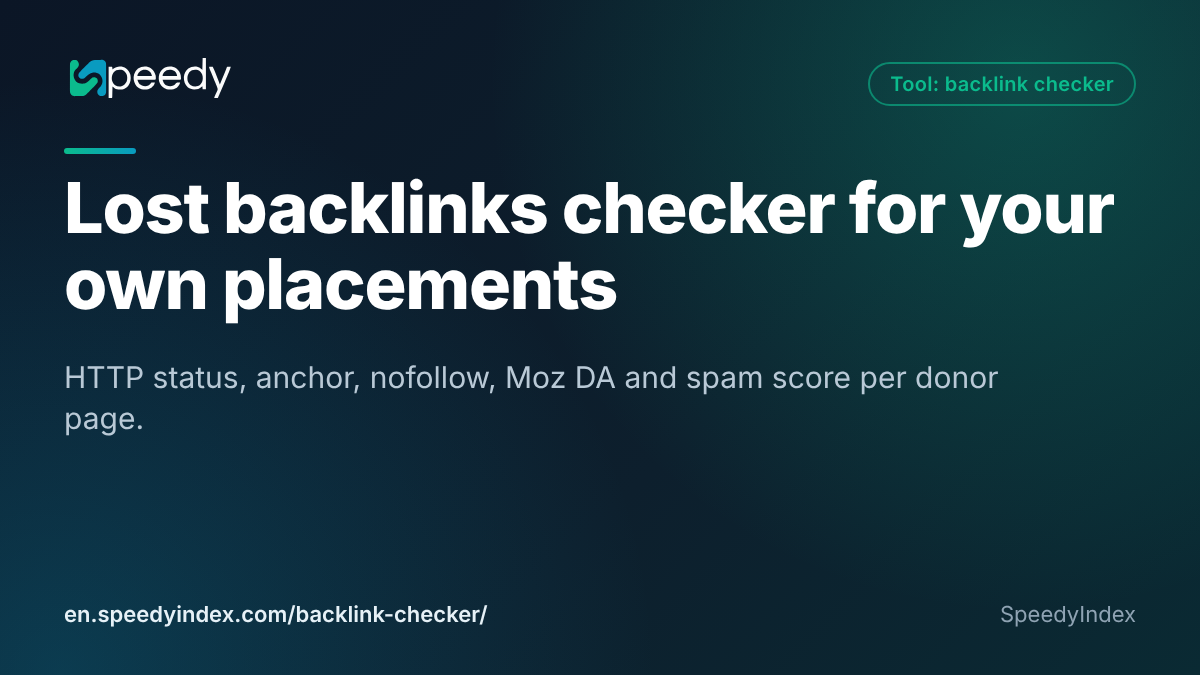 Speedy
Tool: backlink checker
Lost backlinks checker for your
own placements
HTTP status, anchor, nofollow, Moz DA and spam score per donor
page.
en.speedyindex.com/backlink-checker/
SpeedyIndex